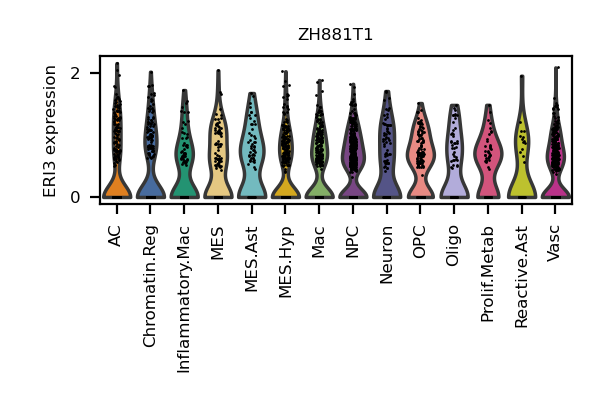 ZH881T1
ERI3 expression
2
0
AC
Chromatin.Reg
Inflammatory.Mac
MES
MES.Ast
MES.Hyp
Mac
NPC
Neuron
OPC
Oligo
Prolif.Metab
Reactive.Ast
Vasc